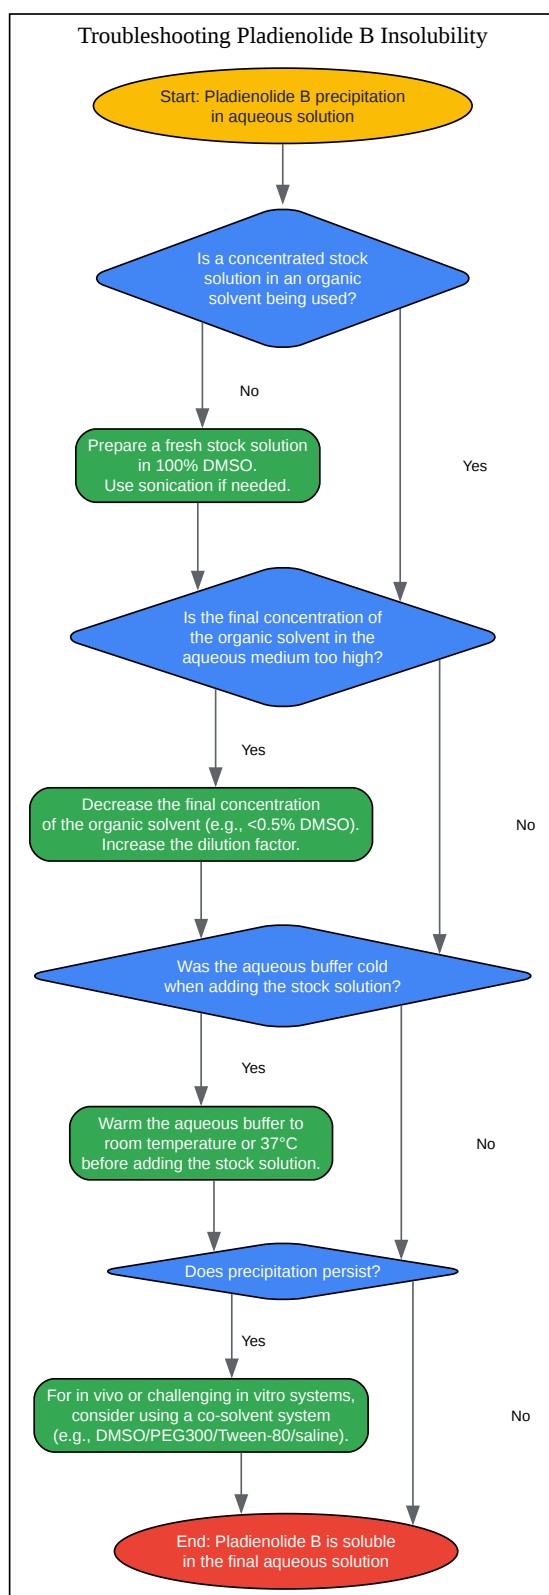 Troubleshooting Pladienolide B Insolubility
Start: Pladienolide B precipitation
in aqueous solution
Is a concentrated stock
solution in an organic
solvent being used?
No
Yes
Prepare a fresh stock solution
in 100% DMSO.
Use sonication if needed.
Is the final concentration of
the organic solvent in the
aqueous medium too high?
Yes
No
Decrease the final concentration
of the organic solvent (e.g., <0.5% DMSO).
Increase the dilution factor.
Was the aqueous buffer cold
when adding the stock solution?
Yes
No
Warm the aqueous buffer to
room temperature or 37°C
before adding the stock solution.
Does precipitation persist?
Yes
No
For in vivo or challenging in vitro systems,
consider using a co-solvent system
(e.g., DMSO/PEG300/Tween-80/saline).
End: Pladienolide B is soluble
in the final aqueous solution